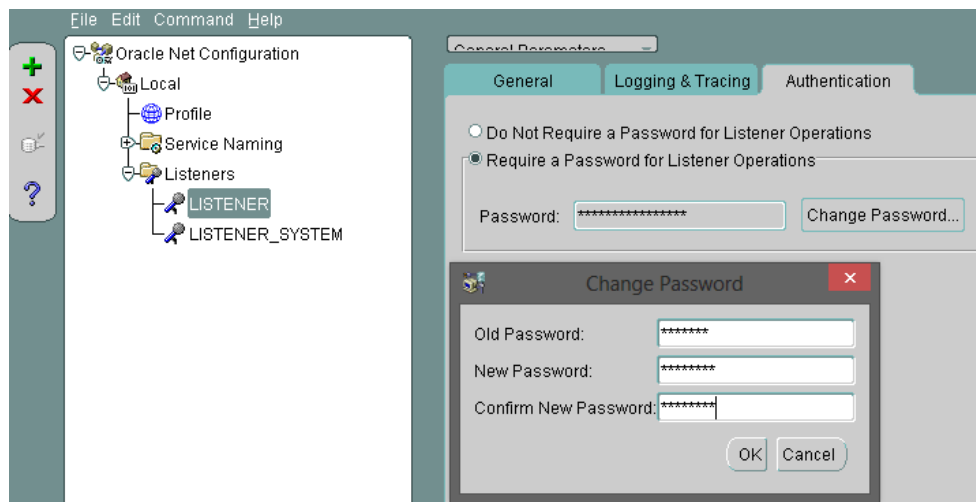 File Edit Command Help
Oracle Net Configuration
Local
Profile
Service Naming
Listeners
LISTENER
LISTENER_SYSTEM
General Parameters
General Logging & Tracing Authentication
Do Not Require a Password for Listener Operations
Require a Password for Listener Operations
Password: **************** Change Password...
Change Password
Old Password: *******
New Password: ********
Confirm New Password: ********
OK Cancel